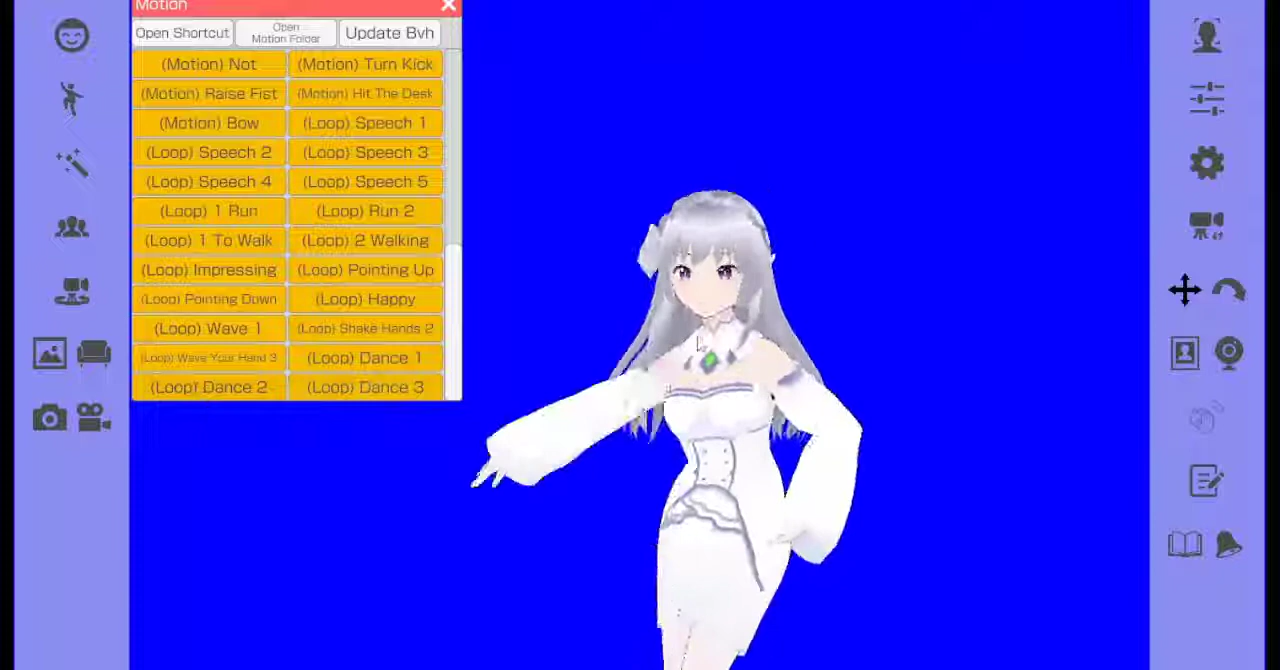 Motion
Open Shortcut
Open
Motion Folder
Update Bvh
(Motion) Not
(Motion) Turn Kick
(Motion) Raise Fist
(Motion) Hit The Desk
(Motion) Bow
(Loop) Speech 1
(Loop) Speech 2
(Loop) Speech 3
(Loop) Speech 4
(Loop) Speech 5
(Loop) 1 Run
(Loop) Run 2
(Loop) 1 To Walk
(Loop) 2 Walking
(Loop) Impressing
(Loop) Pointing Up
(Loop) Pointing Down
(Loop) Happy
(Loop) Wave 1
(Loop) Shake Hands 2
(Loop) Wave Your Hand 3
(Loop) Dance 1
(Loop) Dance 2
(Loop) Dance 3